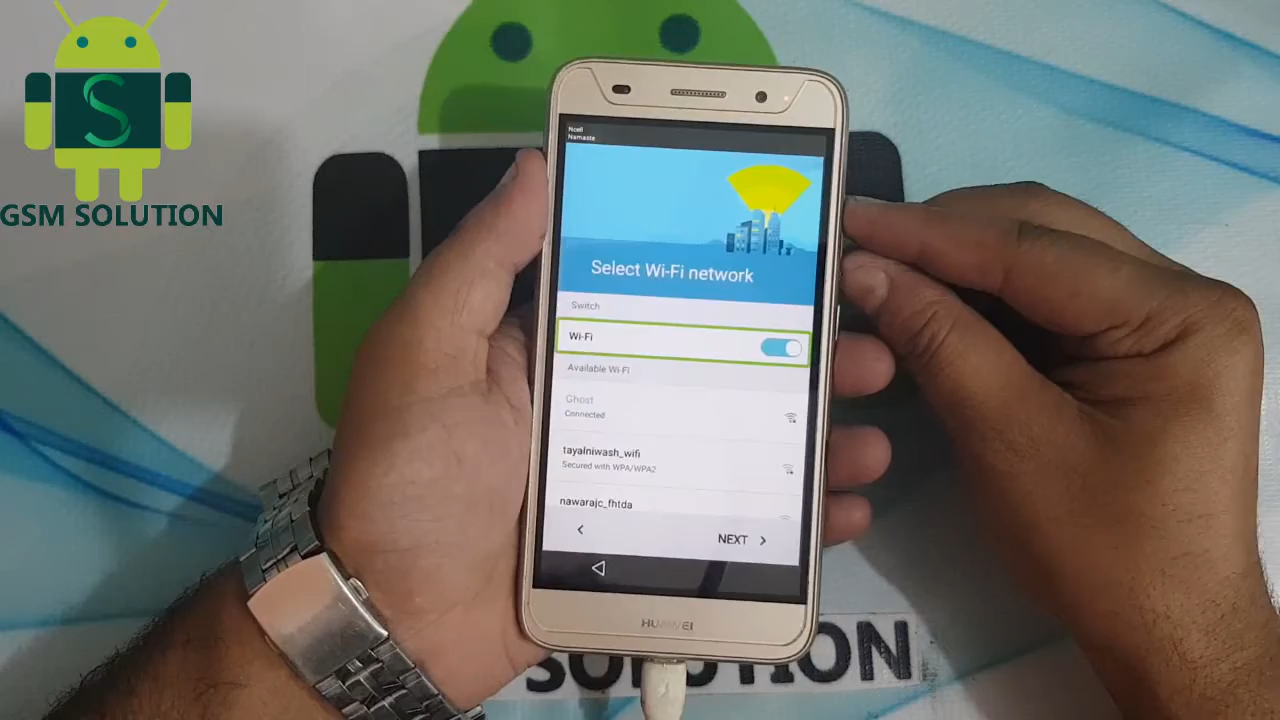 S
GSM SOLUTION
Ncell
Namaste
Select Wi-Fi network
Switch
Wi-Fi
Available Wi-Fi
Ghost
Connected
tayalniwash_wifi
Secured with WPA/WPA2
nawarajc_fhtda
NEXT
HUAWEI
SOLUTION